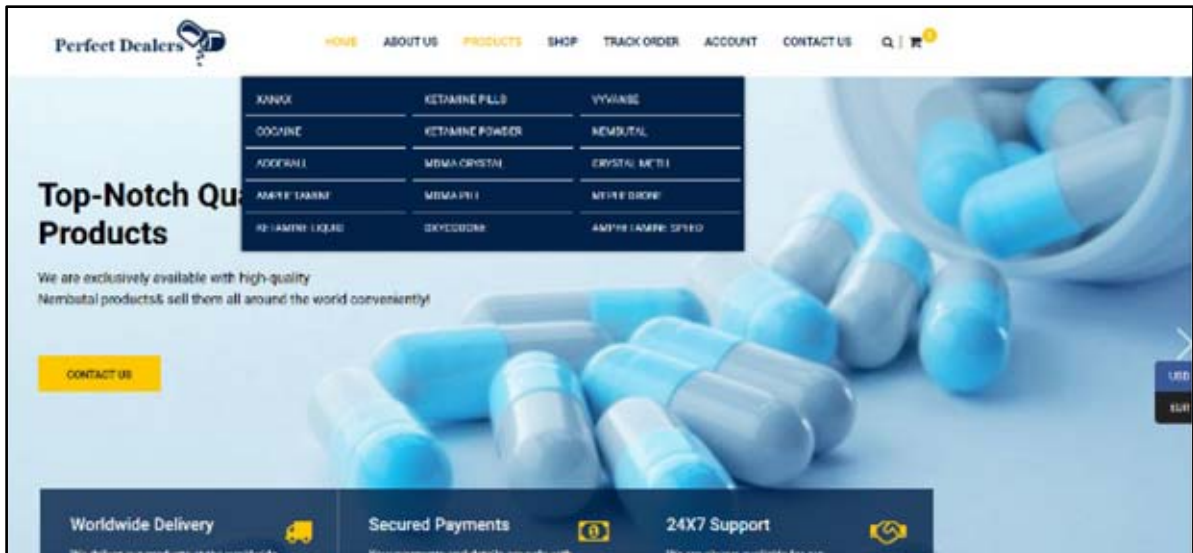 Perfect Dealers
HOME ABOUT US PRODUCTS SHOP TRACK ORDER ACCOUNT CONTACT US 0
XANAX KETAMINE PILLS VYVANSE
COCAINE KETAMINE POWDER NEMBUTAL
ADDERALL MDMA CRYSTAL CRYSTAL METH
AMPHETAMINE MDMA PILL MEPHEDRONE
KETAMINE LIQUID OXYCODONE AMPHETAMINE SPEED
Top-Notch Qua
Products
We are exclusively available with high-quality
Nembutal products& sell them all around the world conveniently!
CONTACT US
USD
EUR
Worldwide Delivery Secured Payments 24X7 Support